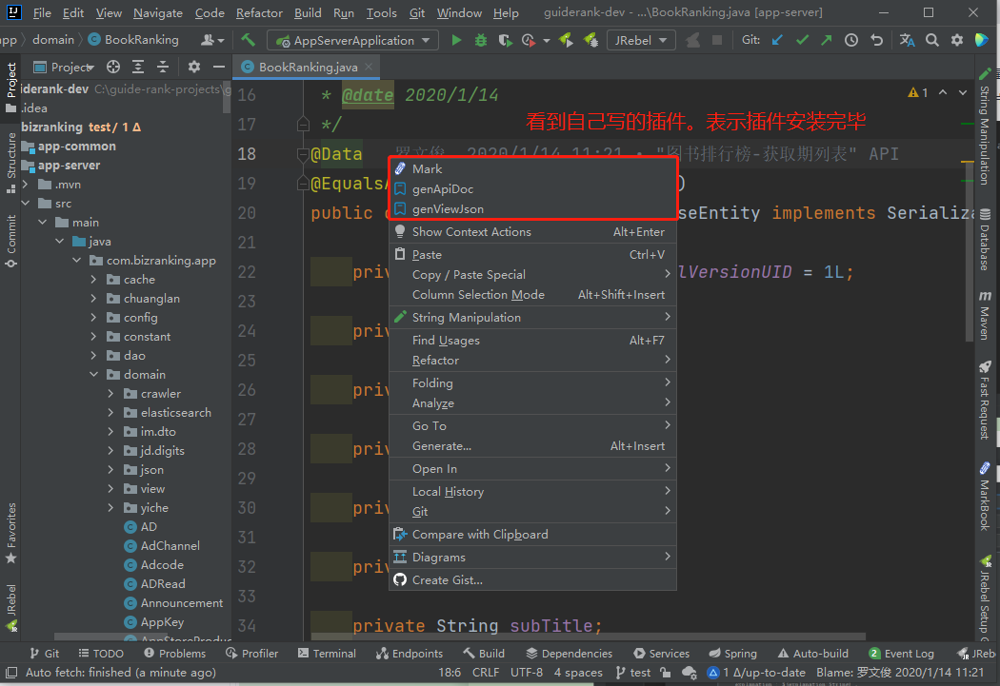 File Edit View Navigate Code Refactor Build Run Tools Git Window Help guiderank-dev - ...\BookRanking.java [app-server]
app domain BookRanking AppServerApplication JRebel Git:
Project BookRanking.java
guiderank-dev C:\guide-rank-projects\g
.idea
bizranking test / 1 Δ
app-common
app-server
.mvn
src
main
java
com.bizranking.app
cache
chuanglan
config
constant
dao
domain
crawler
elasticsearch
im.dto
jd.digits
json
view
yiche
AD
AdChannel
Adcode
ADRead
Announcement
AppKey
AppStoreProduc
Project
Structure
Commit
Favorites
JRebel
16 * @date 2020/1/14
1
看到自己写的插件。表示插件安装完毕
17 */
18 @Data 罗文俊 2020/1/14 11:21 · "图书排行榜-获取期列表" API
19 @EqualsA )
20 public c seEntity implements Serializa
21
22 priv lVersionUID = 1L;
23
24 priv
25
26 priv
27
28 priv
29
30 priv
31
32 priv
33
34 private String subTitle;
Mark
genApiDoc
genViewJson
Show Context Actions Alt+Enter
Paste Ctrl+V
Copy / Paste Special
Column Selection Mode Alt+Shift+Insert
String Manipulation
Find Usages Alt+F7
Refactor
Folding
Analyze
Go To
Generate... Alt+Insert
Open In
Local History
Git
Compare with Clipboard
Diagrams
Create Gist...
String Manipulation
Database
Maven
Fast Request
MarkBook
JRebel Setup G
Git TODO Problems Profiler Terminal Endpoints Build Dependencies Services Spring Auto-build 2 Event Log JReb
Auto fetch: finished (a minute ago) 18:6 CRLF UTF-8 4 spaces test 1 Δ/up-to-date Blame: 罗文俊 2020/1/14 11:21